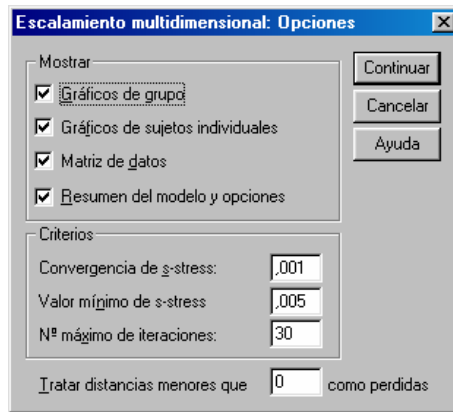 Escalamiento multidimensional: Opciones
Mostrar
Gráficos de grupo
Gráficos de sujetos individuales
Matriz de datos
Resumen del modelo y opciones
Continuar
Cancelar
Ayuda
Criterios
Convergencia de s-stress: ,001
Valor mínimo de s-stress ,005
Nº máximo de iteraciones: 30
Tratar distancias menores que 0 como perdidas